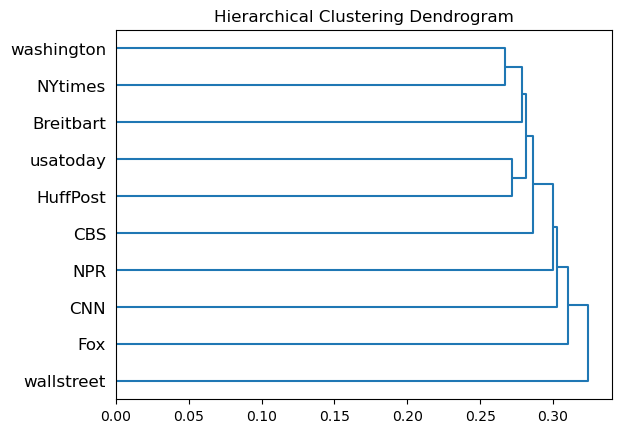 Hierarchical Clustering Dendrogram
washington
NYtimes
Breitbart
usatoday
HuffPost
CBS
NPR
CNN
Fox
wallstreet
0.00 0.05 0.10 0.15 0.20 0.25 0.30